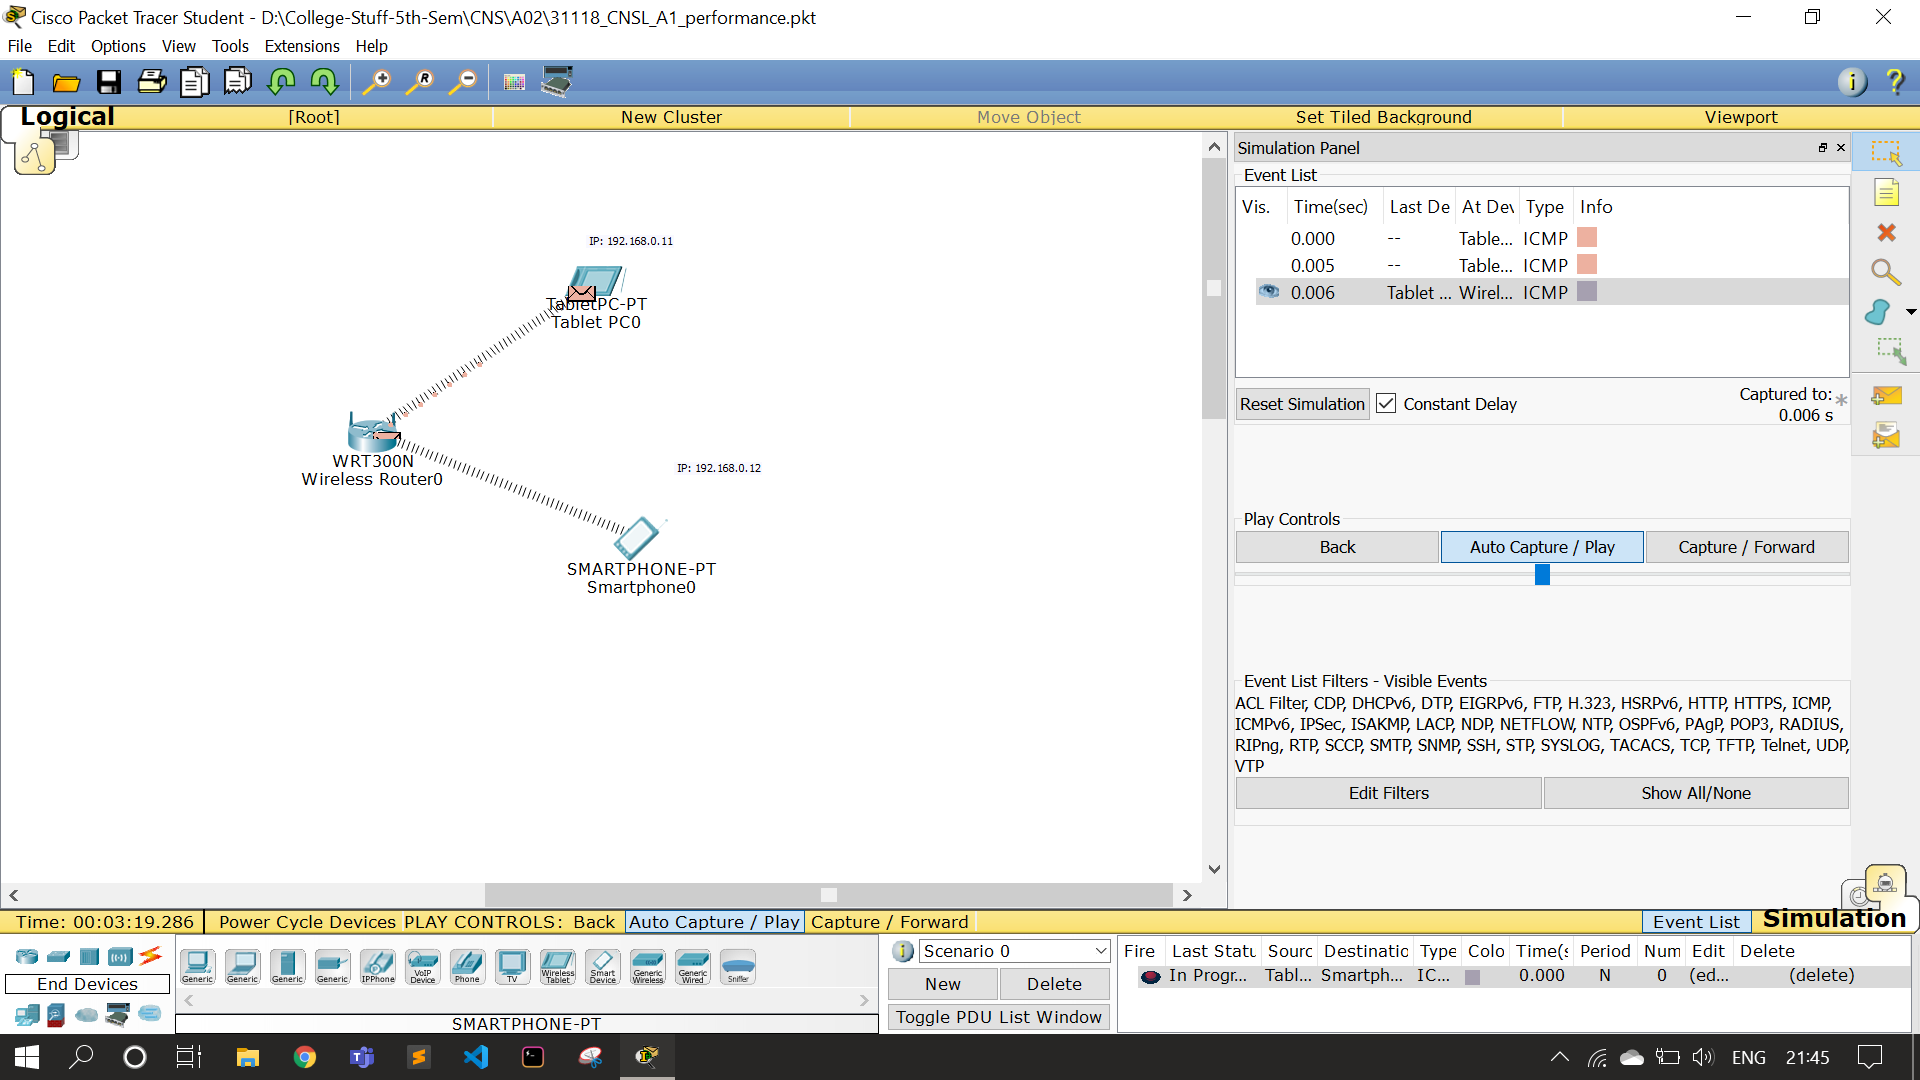 Cisco Packet Tracer Student - D:\College-Stuff-5th-Sem\CNS\A02\31118_CNSL_A1_performance.pkt
File Edit Options View Tools Extensions Help
Logical [Root] New Cluster Move Object Set Tiled Background Viewport
IP: 192.168.0.11
TabletPC-PT
Tablet PC0
WRT300N
Wireless Router0
IP: 192.168.0.12
SMARTPHONE-PT
Smartphone0
Simulation Panel
Event List
Vis. Time(sec) Last De At Dev Type Info
0.000 -- Table... ICMP
0.005 -- Table... ICMP
0.006 Tablet ... Wirel... ICMP
Reset Simulation Constant Delay Captured to: *
0.006 s
Play Controls
Back Auto Capture / Play Capture / Forward
Event List Filters - Visible Events
ACL Filter, CDP, DHCPv6, DTP, EIGRPv6, FTP, H.323, HSRPv6, HTTP, HTTPS, ICMP,
ICMPv6, IPSec, ISAKMP, LACP, NDP, NETFLOW, NTP, OSPFv6, PAgP, POP3, RADIUS,
RIPng, RTP, SCCP, SMTP, SNMP, SSH, STP, SYSLOG, TACACS, TCP, TFTP, Telnet, UDP,
VTP
Edit Filters Show All/None
Time: 00:03:19.286 Power Cycle Devices PLAY CONTROLS: Back Auto Capture / Play Capture / Forward Event List Simulation
End Devices
Generic Generic Generic Generic IPPhone VoIP Device Phone TV Wireless Tablet Smart Device Generic Wireless Generic Wired Sniffer
SMARTPHONE-PT
Scenario 0
New Delete
Toggle PDU List Window
Fire Last Statu Sourc Destinatio Type Colo Time(s Period Num Edit Delete
In Progr... Tabl... Smartph... IC... 0.000 N 0 (ed... (delete)
ENG 21:45